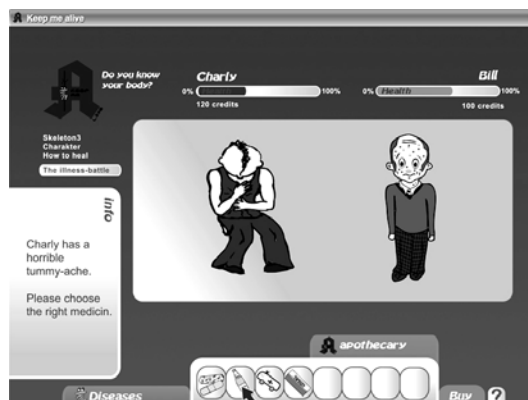 Keep me alive
Do you know
your body?
Charly
0% Health 100%
120 credits
Bill
0% Health 100%
100 credits
Skeleton3
Charakter
How to heal
The illness-battle
info
Charly has a
horrible
tummy-ache.
Please choose
the right medicin.
apothecary
Diseases
Buy ?